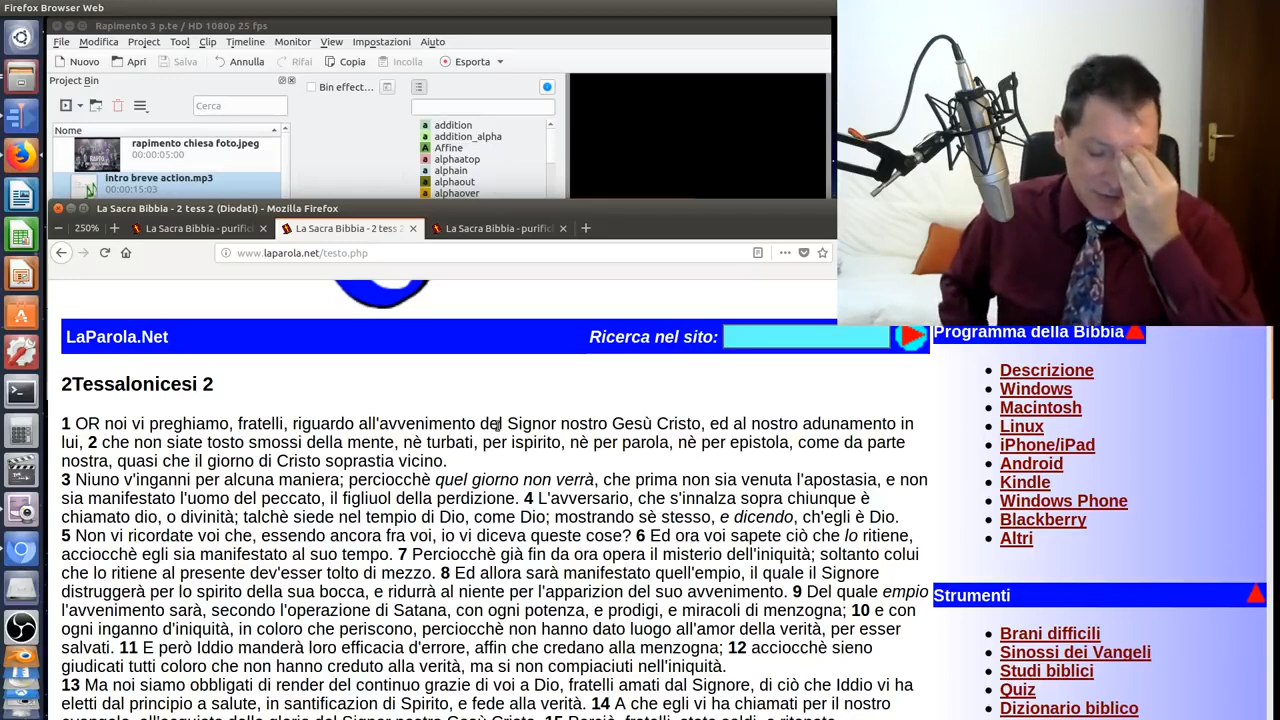 Firefox Browser Web
Rapimento 3 p.te / HD 1080p 25 fps
File Modifica Project Tool Clip Timeline Monitor View Impostazioni Aiuto
Nuovo Apri Salva Annulla Rifai Copia Incolla Esporta
Project Bin
Bin effect...
Cerca
Nome
rapimento chiesa foto.jpeg
00:00:05:00
intro breve action.mp3
00:00:15:03
addition
addition_alpha
Affine
alphaatop
alphain
alphaout
alphaover
La Sacra Bibbia - 2 tess 2 (Diodati) - Mozilla Firefox
250% La Sacra Bibbia - purific La Sacra Bibbia - 2 tess 2 La Sacra Bibbia - purific
www.laparola.net/testo.php
LaParola.Net Ricerca nel sito:
2Tessalonicesi 2
1 OR noi vi preghiamo, fratelli, riguardo all'avvenimento del Signor nostro Gesù Cristo, ed al nostro adunamento in
lui, 2 che non siate tosto smossi della mente, nè turbati, per ispirito, nè per parola, nè per epistola, come da parte
nostra, quasi che il giorno di Cristo soprastia vicino.
3 Niuno v'inganni per alcuna maniera; perciocchè quel giorno non verrà, che prima non sia venuta l'apostasia, e non
sia manifestato l'uomo del peccato, il figliuol della perdizione. 4 L'avversario, che s'innalza sopra chiunque è
chiamato dio, o divinità; talchè siede nel tempio di Dio, come Dio; mostrando sè stesso, e dicendo, ch'egli è Dio.
5 Non vi ricordate voi che, essendo ancora fra voi, io vi diceva queste cose? 6 Ed ora voi sapete ciò che lo ritiene,
acciocchè egli sia manifestato al suo tempo. 7 Perciocchè già fin da ora opera il misterio dell'iniquità; soltanto colui
che lo ritiene al presente dev'esser tolto di mezzo. 8 Ed allora sarà manifestato quell'empio, il quale il Signore
distruggerà per lo spirito della sua bocca, e ridurrà al niente per l'apparizion del suo avvenimento. 9 Del quale empio
l'avvenimento sarà, secondo l'operazione di Satana, con ogni potenza, e prodigi, e miracoli di menzogna; 10 e con
ogni inganno d'iniquità, in coloro che periscono, perciocchè non hanno dato luogo all'amor della verità, per esser
salvati. 11 E però Iddio manderà loro efficacia d'errore, affin che credano alla menzogna; 12 acciocchè sieno
giudicati tutti coloro che non hanno creduto alla verità, ma si non compiaciuti nell'iniquità.
13 Ma noi siamo obbligati di render del continuo grazie di voi a Dio, fratelli amati dal Signore, di ciò che Iddio vi ha
eletti dal principio a salute, in santificazion di Spirito, e fede alla verità. 14 A che egli vi ha chiamati per il nostro
Programma della Bibbia
Descrizione
Windows
Macintosh
Linux
iPhone/iPad
Android
Kindle
Windows Phone
Blackberry
Altri
Strumenti
Brani difficili
Sinossi dei Vangeli
Studi biblici
Quiz
Dizionario biblico